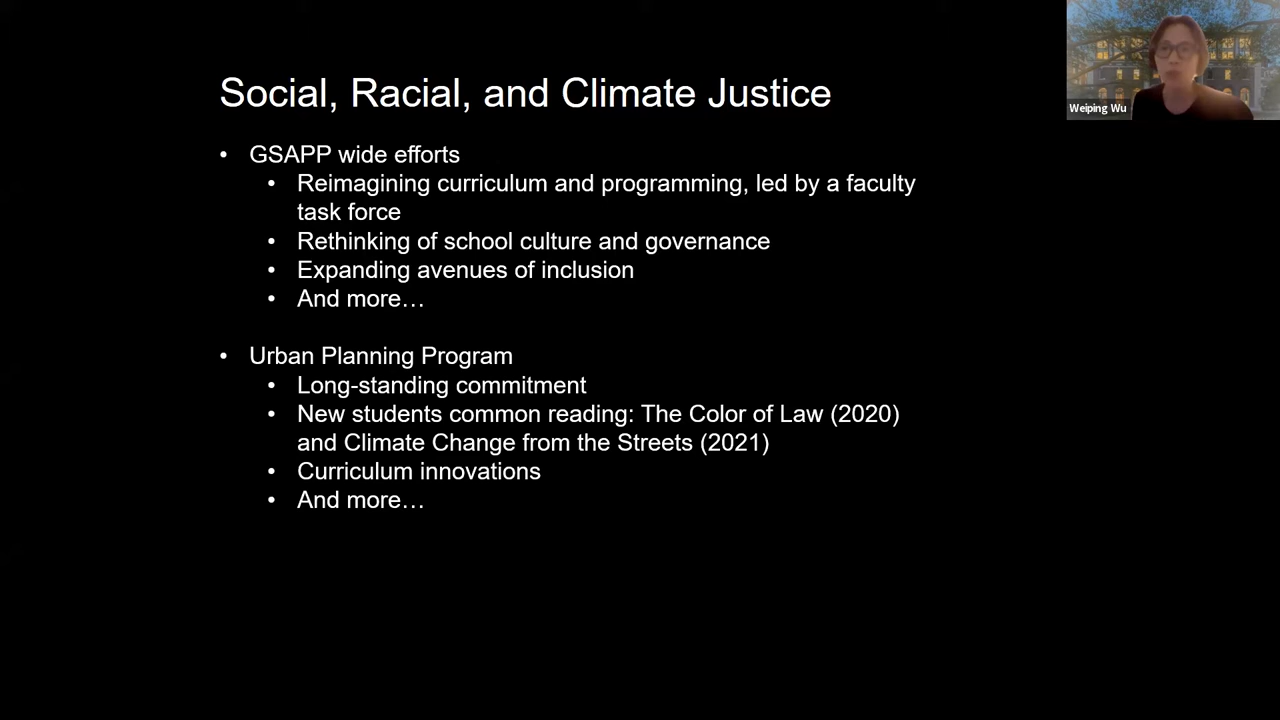 Social, Racial, and Climate Justice
Weiping Wu
• GSAPP wide efforts
• Reimagining curriculum and programming, led by a faculty
task force
• Rethinking of school culture and governance
• Expanding avenues of inclusion
• And more…
• Urban Planning Program
• Long-standing commitment
• New students common reading: The Color of Law (2020)
and Climate Change from the Streets (2021)
• Curriculum innovations
• And more…